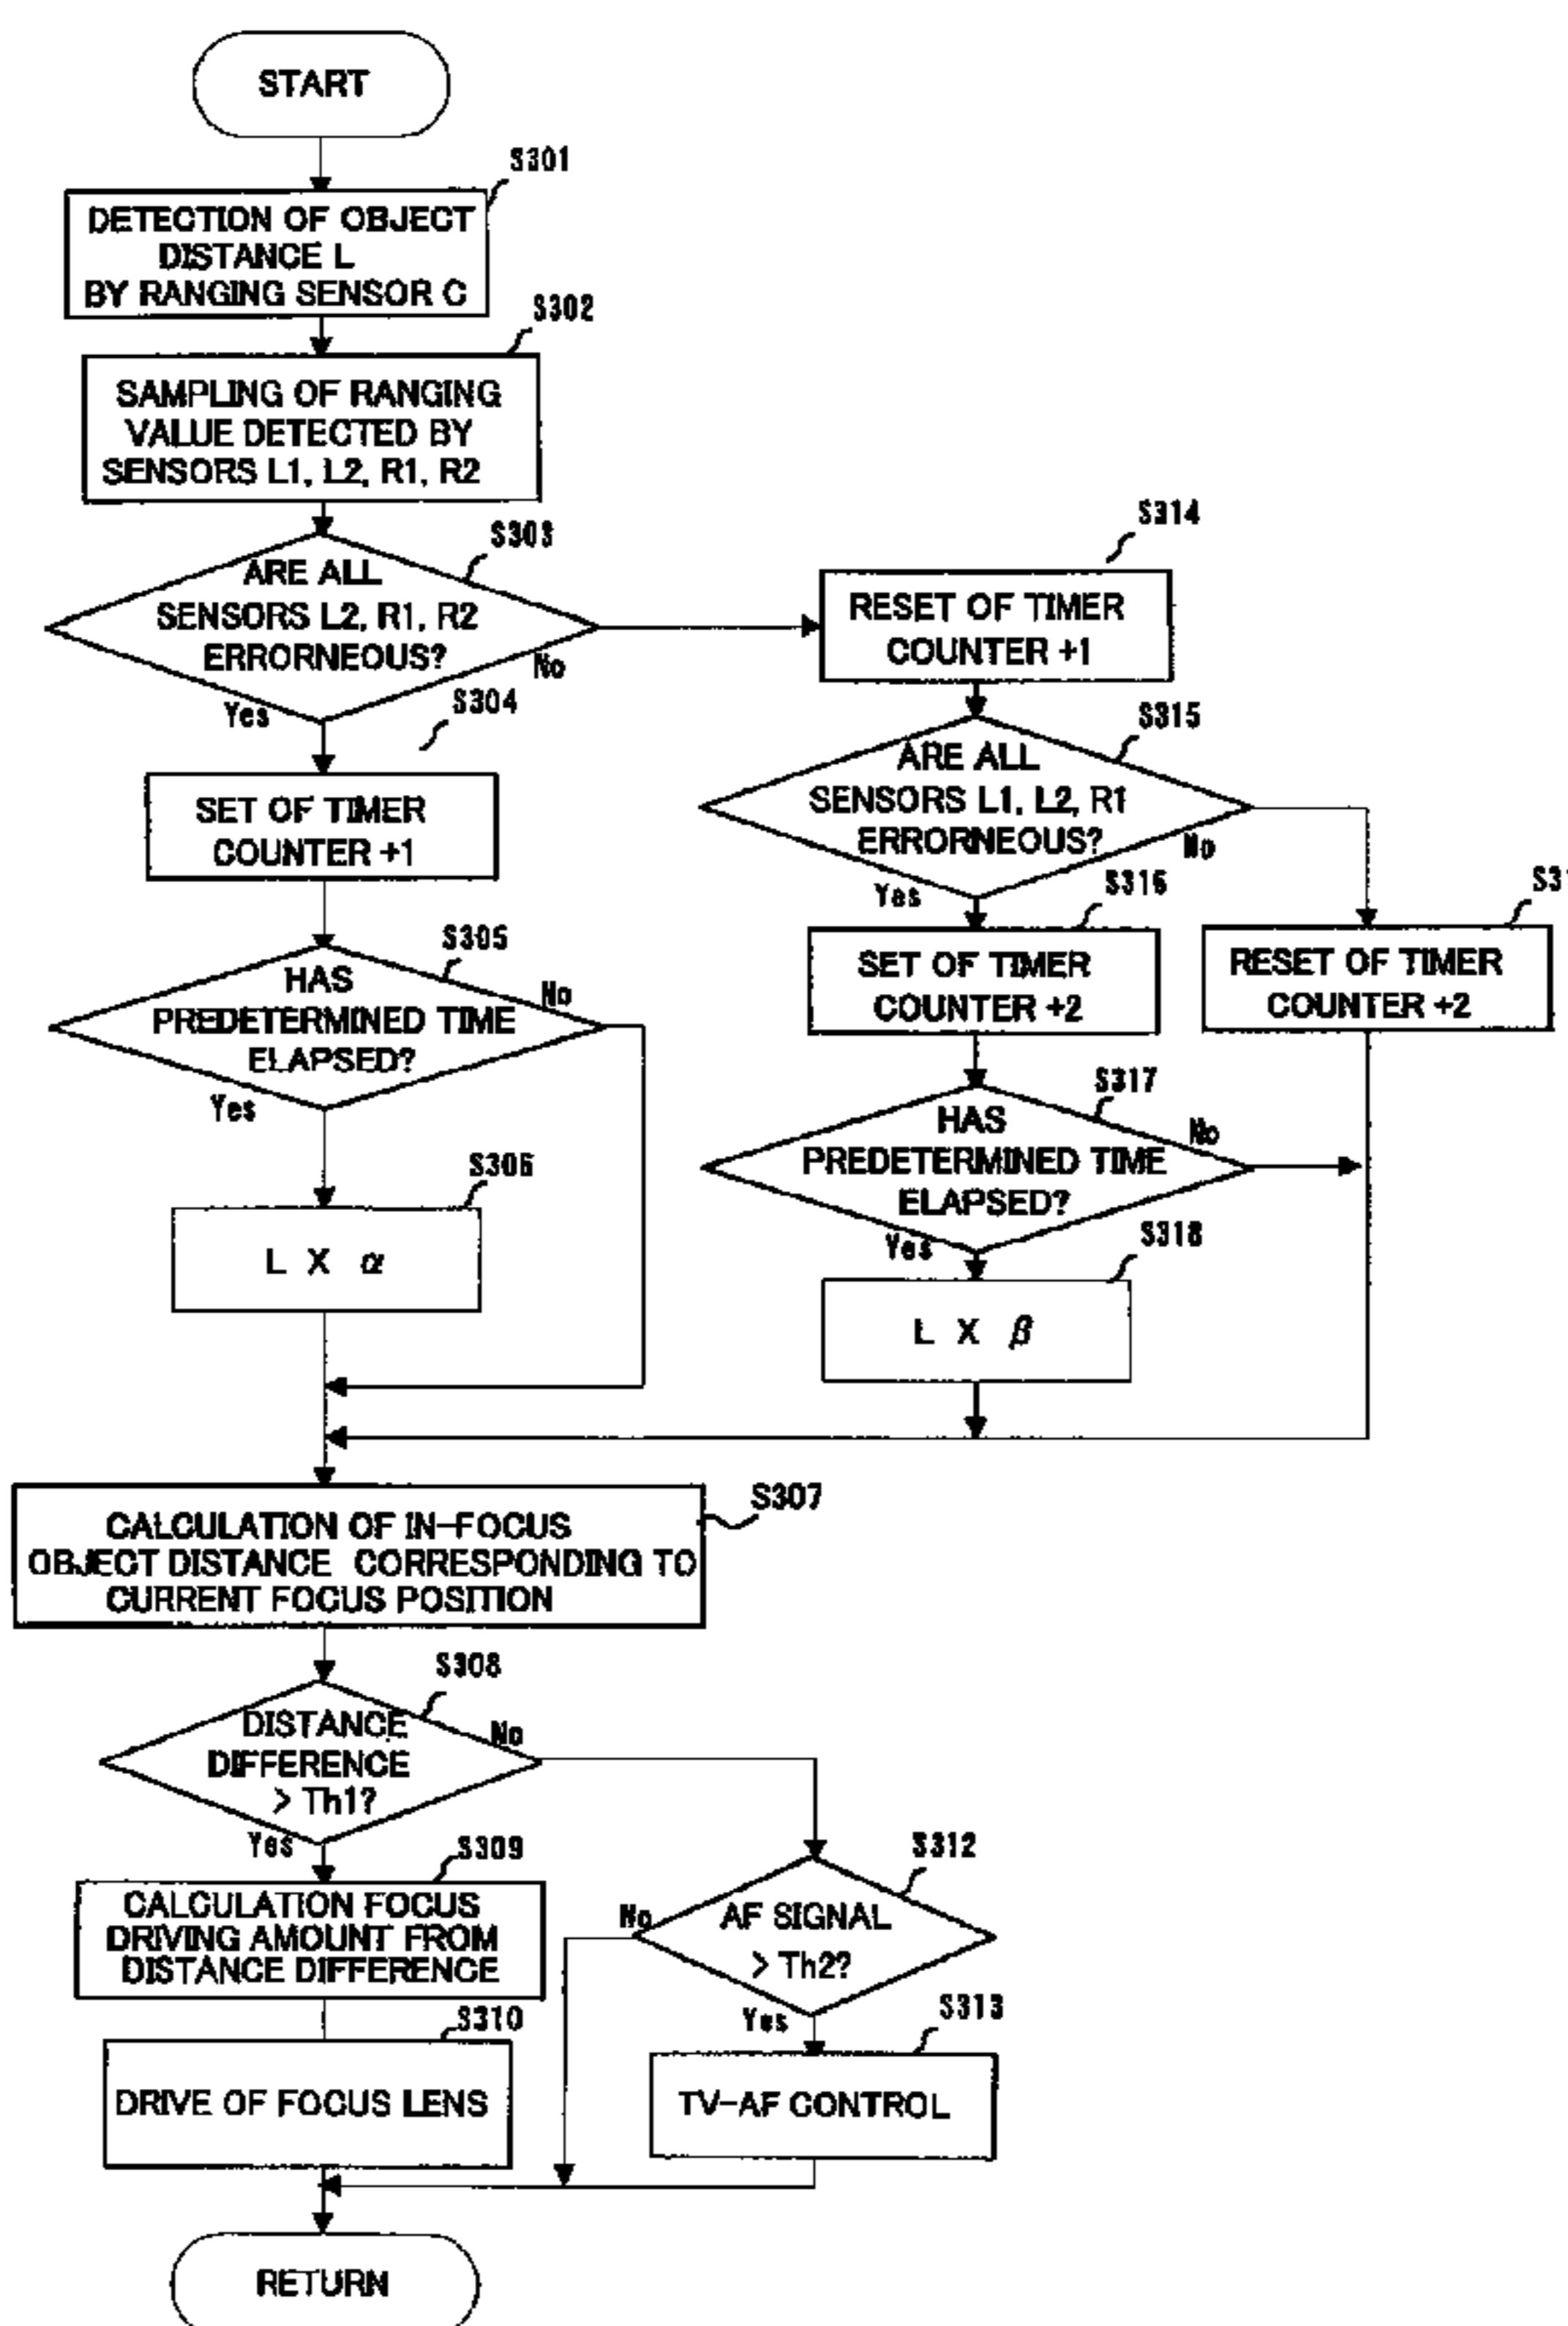 START
S301
DETECTION OF OBJECT
DISTANCE L
BY RANGING SENSOR C
S302
SAMPLING OF RANGING
VALUE DETECTED BY
SENSORS L1, L2, R1, R2
S303
ARE ALL
SENSORS L2, R1, R2
ERRORNEOUS?
No
Yes
S304
SET OF TIMER
COUNTER +1
S305
HAS
PREDETERMINED TIME
ELAPSED?
No
Yes
S306
L X α
S314
RESET OF TIMER
COUNTER +1
S315
ARE ALL
SENSORS L1, L2, R1
ERRORNEOUS?
No
Yes
S316
SET OF TIMER
COUNTER +2
RESET OF TIMER
COUNTER +2
S317
HAS
PREDETERMINED TIME
ELAPSED?
No
Yes
S318
L X β
S307
CALCULATION OF IN-FOCUS
OBJECT DISTANCE CORRESPONDING TO
CURRENT FOCUS POSITION
S308
DISTANCE
DIFFERENCE
> Th1?
No
Yes
S309
CALCULATION FOCUS
DRIVING AMOUNT FROM
DISTANCE DIFFERENCE
S310
DRIVE OF FOCUS LENS
S312
AF SIGNAL
> Th2?
No
Yes
S313
TV-AF CONTROL
RETURN